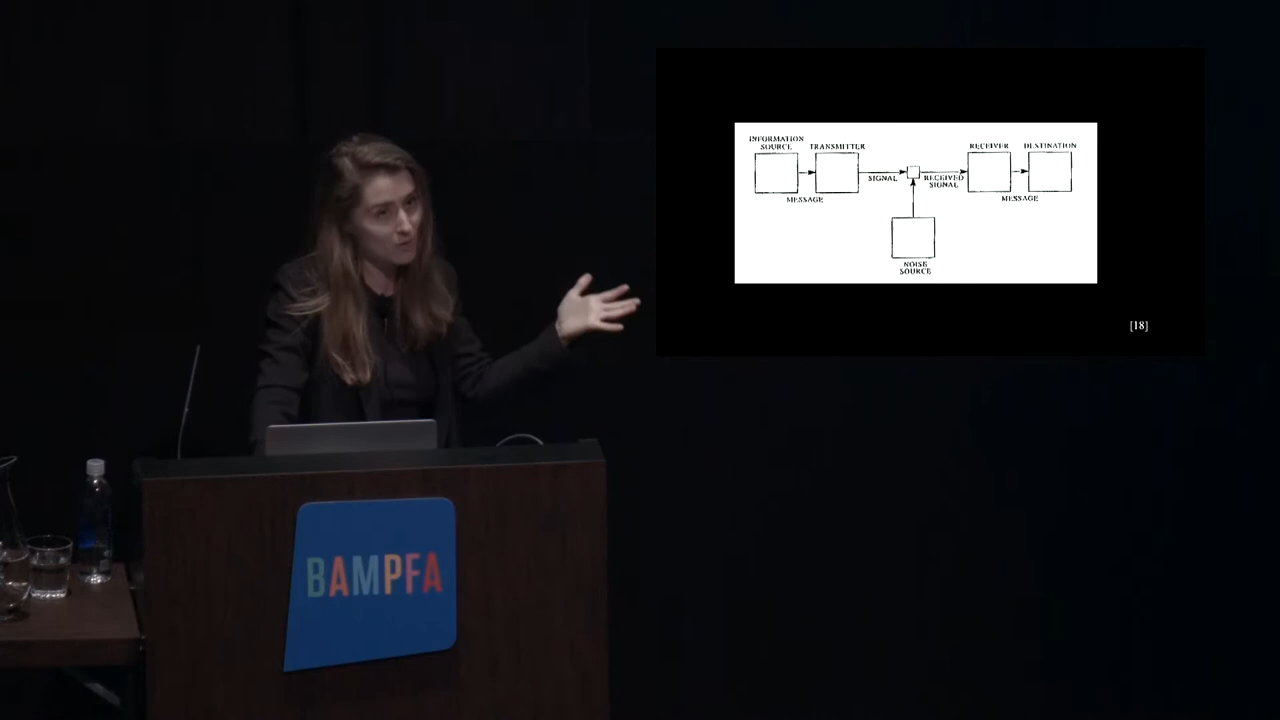 INFORMATION
SOURCE
TRANSMITTER
RECEIVER
DESTINATION
SIGNAL
RECEIVED
SIGNAL
MESSAGE
MESSAGE
NOISE
SOURCE
[18]
BAMPFA